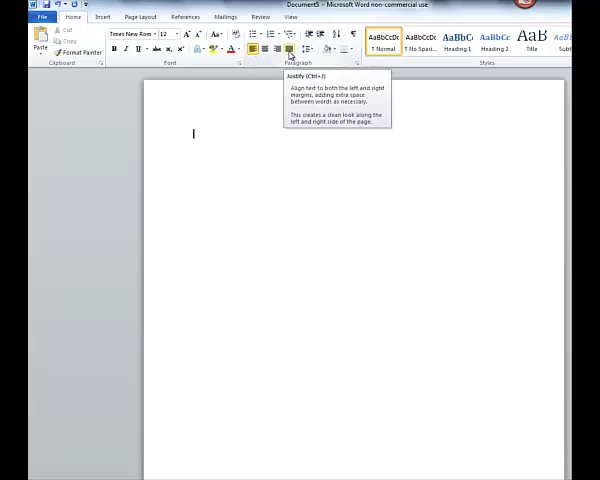 Document5 - Microsoft Word non-commercial use
File Home Insert Page Layout References Mailings Review View
Paste
Cut
Copy
Format Painter
Clipboard
Times New Rom 12
B I U
Font
Paragraph
AaBbCcDc AaBbCcDc AaBbC AaBbCc AaB AaBbCc.
¶ Normal ¶ No Spaci... Heading 1 Heading 2 Title
Styles
Justify (Ctrl+J)
Align text to both the left and right
margins, adding extra space
between words as necessary.
This creates a clean look along the
left and right side of the page.